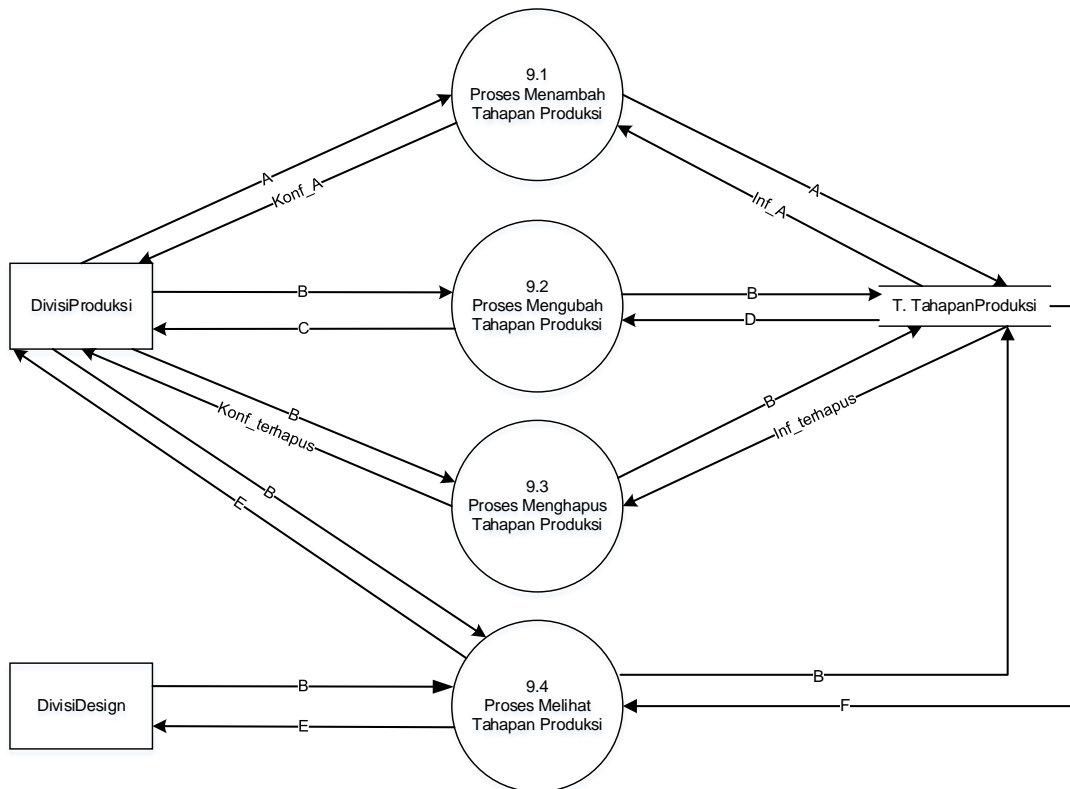 9.1
Proses Menambah
Tahapan Produksi
A
Konf_A
A
Inf_A
DivisiProduksi
B
C
9.2
Proses Mengubah
Tahapan Produksi
B
D
T. TahapanProduksi
B
Konf_terhapus
B
E
9.3
Proses Menghapus
Tahapan Produksi
B
Inf_terhapus
DivisiDesign
B
E
9.4
Proses Melihat
Tahapan Produksi
B
F